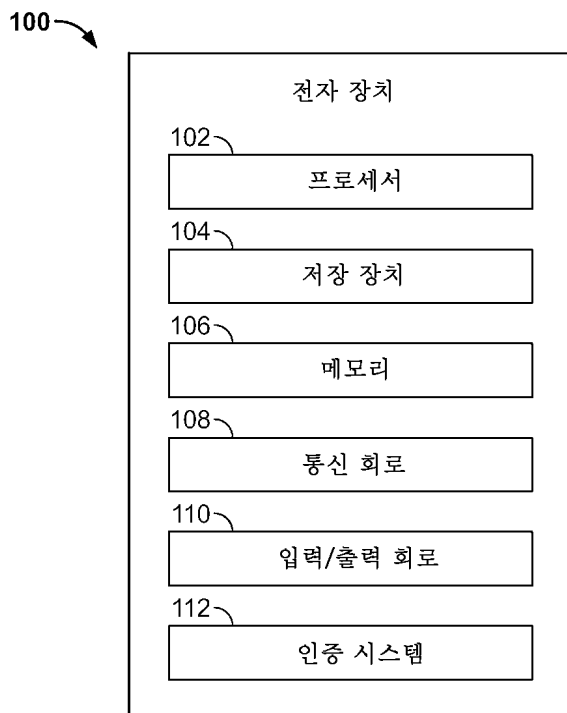 100
전자 장치
102
프로세서
104
저장 장치
106
메모리
108
통신 회로
110
입력/출력 회로
112
인증 시스템